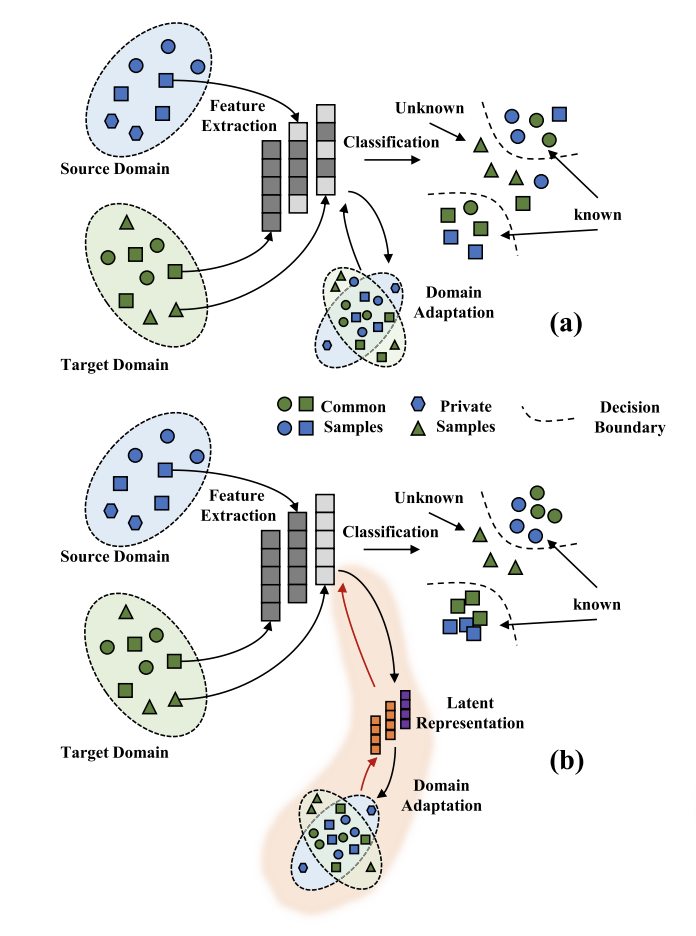 Source Domain
Feature
Extraction
Classification
Unknown
known
Target Domain
Domain
Adaptation
(a)
Common
Samples
Private
Samples
Decision
Boundary
Source Domain
Feature
Extraction
Classification
Unknown
known
Target Domain
Latent
Representation
Domain
Adaptation
(b)